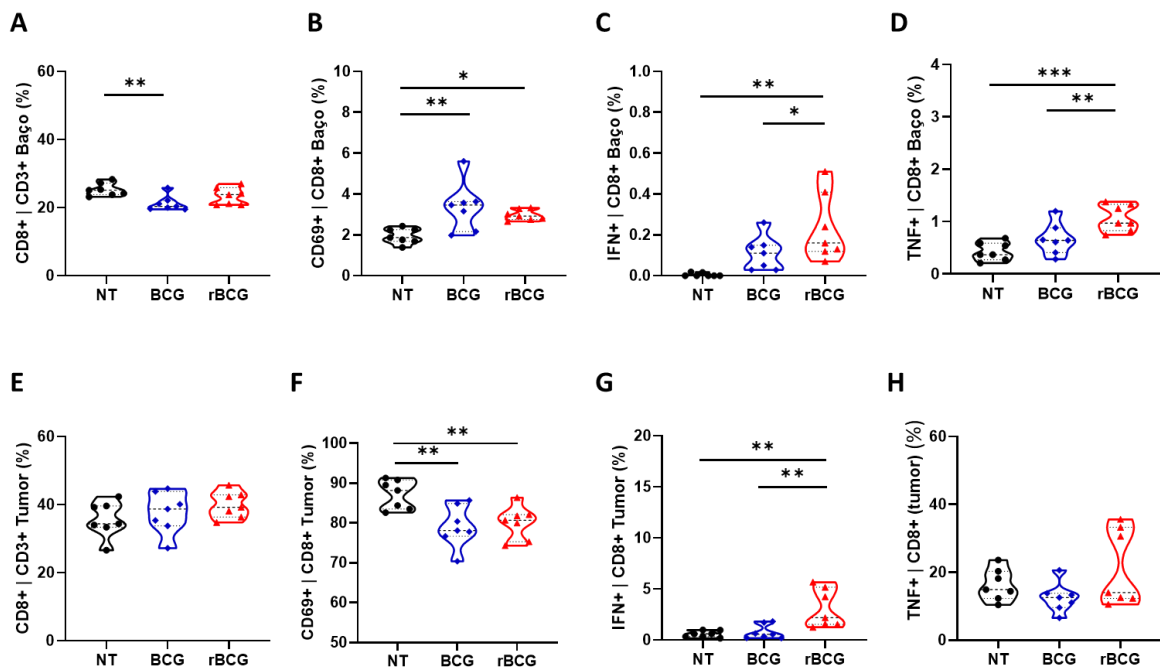 A
CD8+ | CD3+ Baço (%)
60
40
20
0
**
NT BCG rBCG
B
CD69+ | CD8+ Baço (%)
10
8
6
4
2
0
*
**
NT BCG rBCG
C
IFN+ | CD8+ Baço (%)
1.0
0.8
0.6
0.4
0.2
0.0
**
*
NT BCG rBCG
D
TNF+ | CD8+ Baço (%)
4
3
2
1
0
***
**
NT BCG rBCG
E
CD8+ | CD3+ Tumor (%)
60
40
20
0
NT BCG rBCG
F
CD69+ | CD8+ Tumor (%)
100
90
80
70
60
50
**
**
NT BCG rBCG
G
IFN+ | CD8+ Tumor (%)
20
15
10
5
0
**
**
NT BCG rBCG
H
TNF+ | CD8+ (tumor) (%)
60
40
20
0
NT BCG rBCG